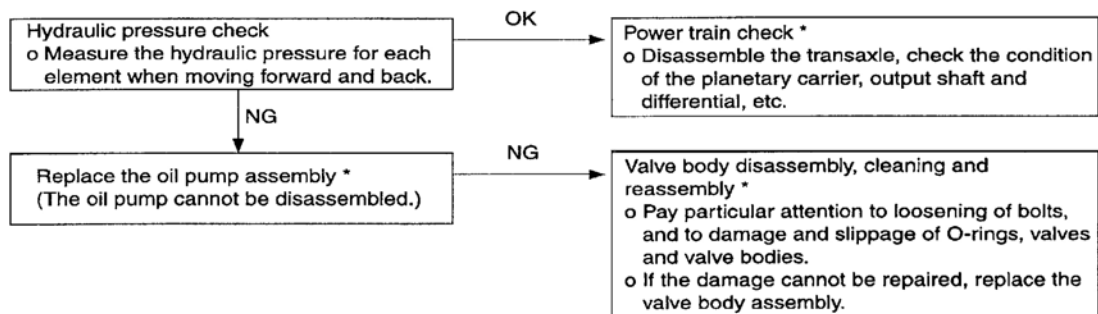 Hydraulic pressure check
o Measure the hydraulic pressure for each
element when moving forward and back.
OK
Power train check *
o Disassemble the transaxle, check the condition
of the planetary carrier, output shaft and
differential, etc.
NG
Replace the oil pump assembly *
(The oil pump cannot be disassembled.)
NG
Valve body disassembly, cleaning and
reassembly *
o Pay particular attention to loosening of bolts,
and to damage and slippage of O-rings, valves
and valve bodies.
o If the damage cannot be repaired, replace the
valve body assembly.